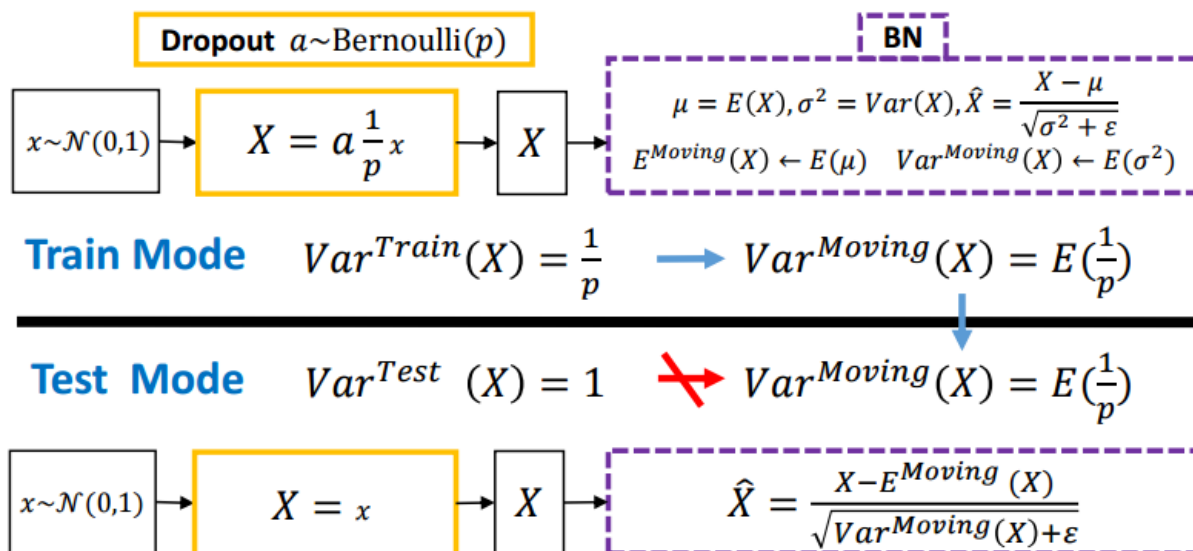 Dropout a~Bernoulli(p)
BN
x~𝒩(0,1)
X = a 1/p x
X
μ = E(X), σ² = Var(X), X̂ = (X − μ)/√(σ² + ε)
E^Moving(X) ← E(μ) Var^Moving(X) ← E(σ²)
Train Mode Var^Train(X) = 1/p → Var^Moving(X) = E(1/p)
Test Mode Var^Test (X) = 1 Var^Moving(X) = E(1/p)
x~𝒩(0,1)
X = x
X
X̂ = (X−E^Moving (X))/√(Var^Moving(X)+ε)